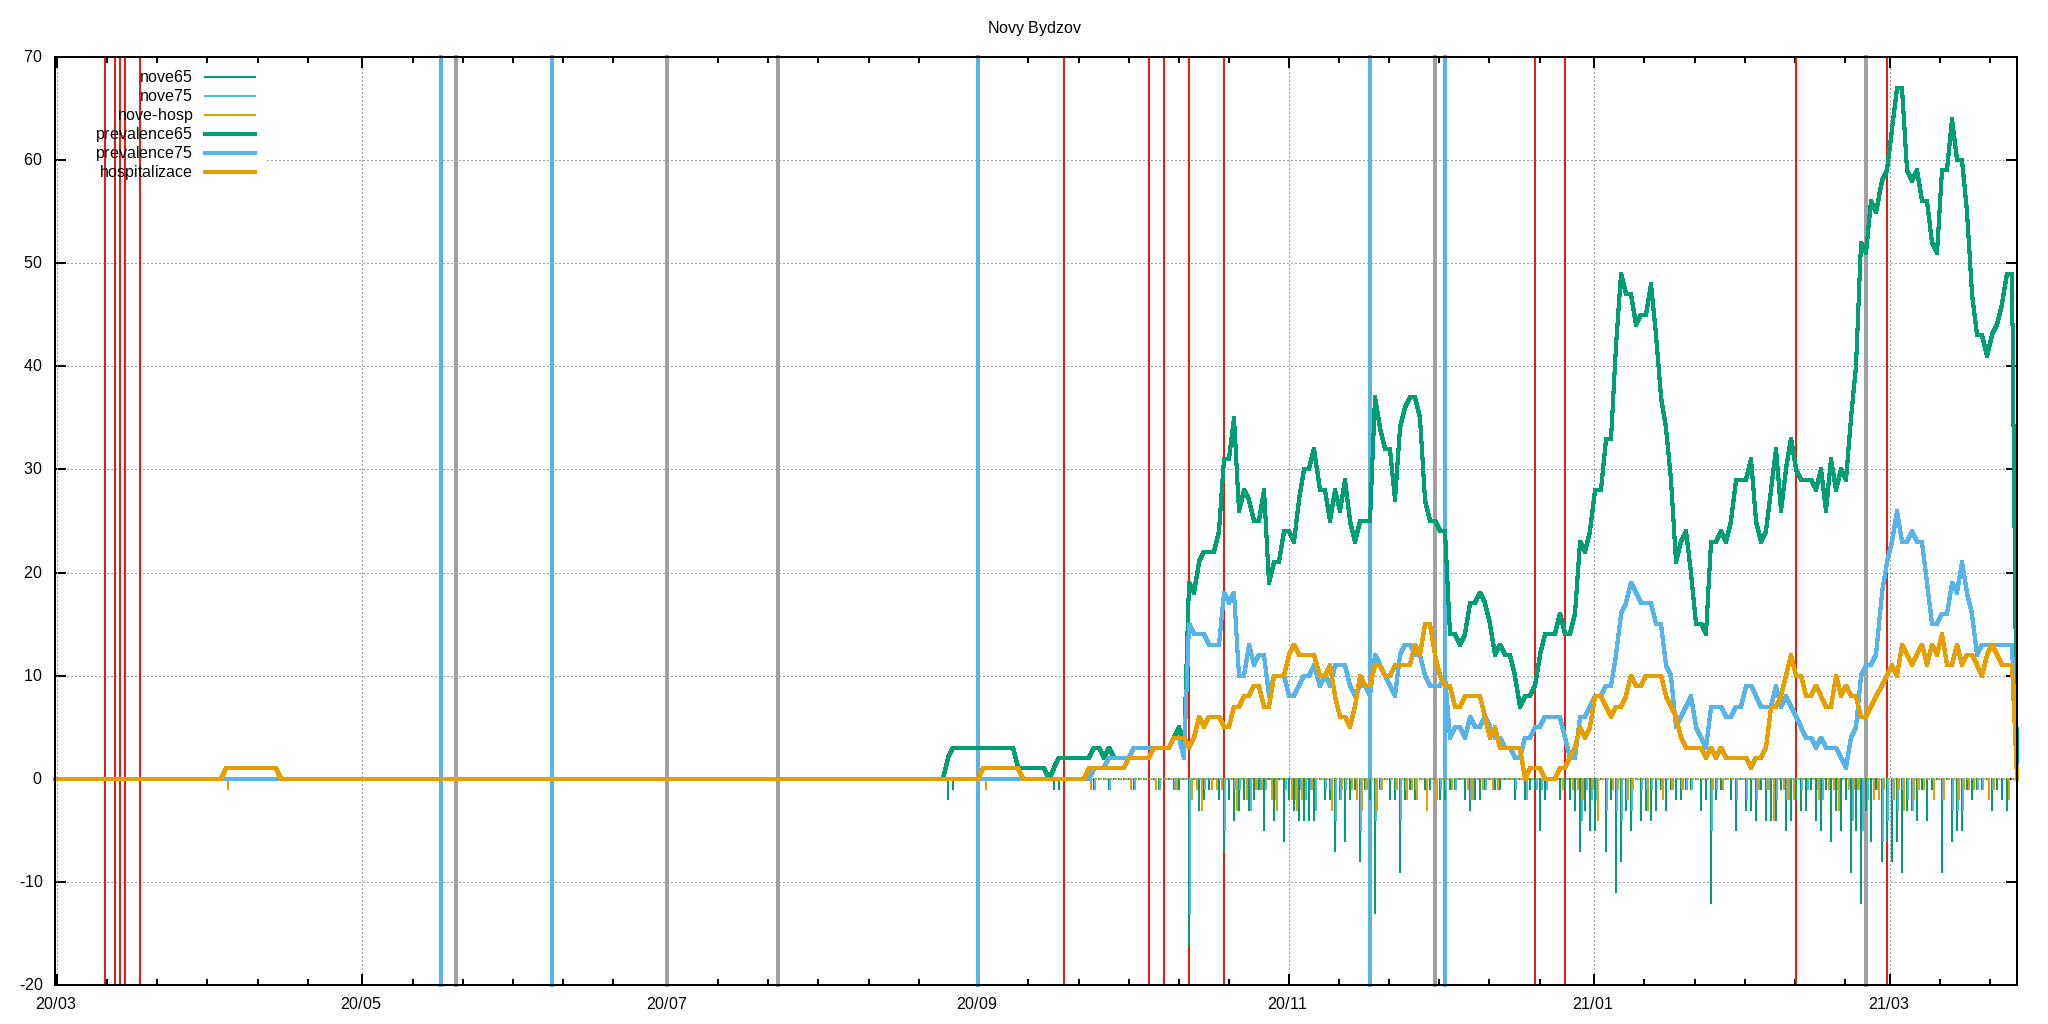 Novy Bydzov
70
60
50
40
30
20
10
0
-10
-20
nove65
nove75
nove-hosp
prevalence65
prevalence75
hospitalizace
20/03 20/05 20/07 20/09 20/11 21/01 21/03